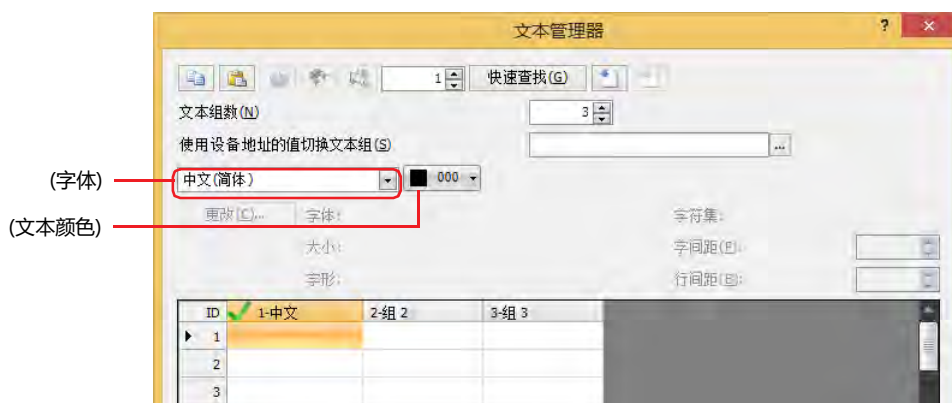 文本管理器 ?
1 快速查找(G)
文本组数(N) 3
使用设备地址的值切换文本组(S) ...
(字体) 中文(简体) 000
(文本颜色)
更改(C)... 字体: 字符集:
大小: 字间距(P):
字形: 行间距(E):
ID 1-中文 2-组 2 3-组 3
1
2
3